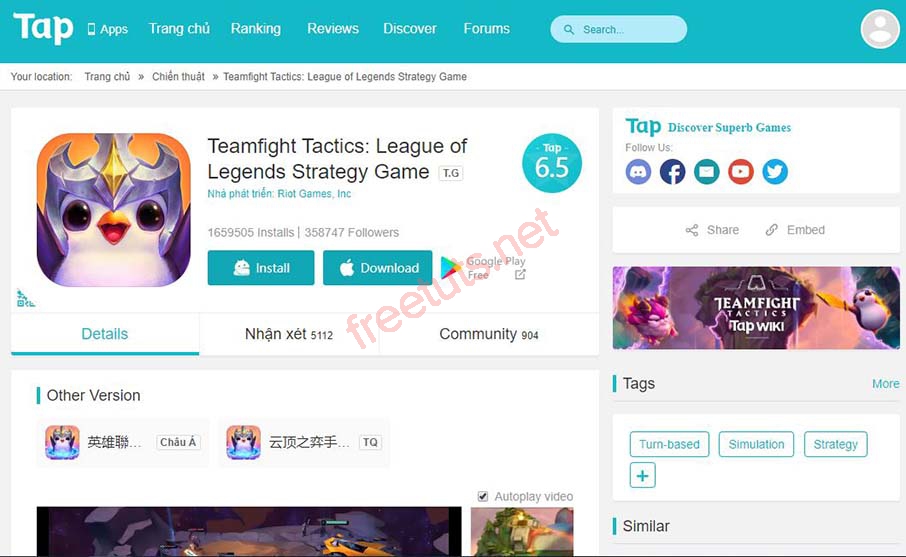 Tap Apps Trang chủ Ranking Reviews Discover Forums Search...
Your location: Trang chủ » Chiến thuật » Teamfight Tactics: League of Legends Strategy Game
Teamfight Tactics: League of
Legends Strategy Game T.G
Nhà phát triển: Riot Games, Inc
Tap
6.5
1659505 Installs | 358747 Followers
Install
Download
Google Play
Free
Details
Nhận xét 5112
Community 904
Other Version
英雄聯... Châu Á
云顶之弈手... TQ
Autoplay video
Tap Discover Superb Games
Follow Us:
Share
Embed
TEAMFIGHT
TACTICS
Tap WIKI
Tags
More
Turn-based
Simulation
Strategy
+
Similar
freetuts.net